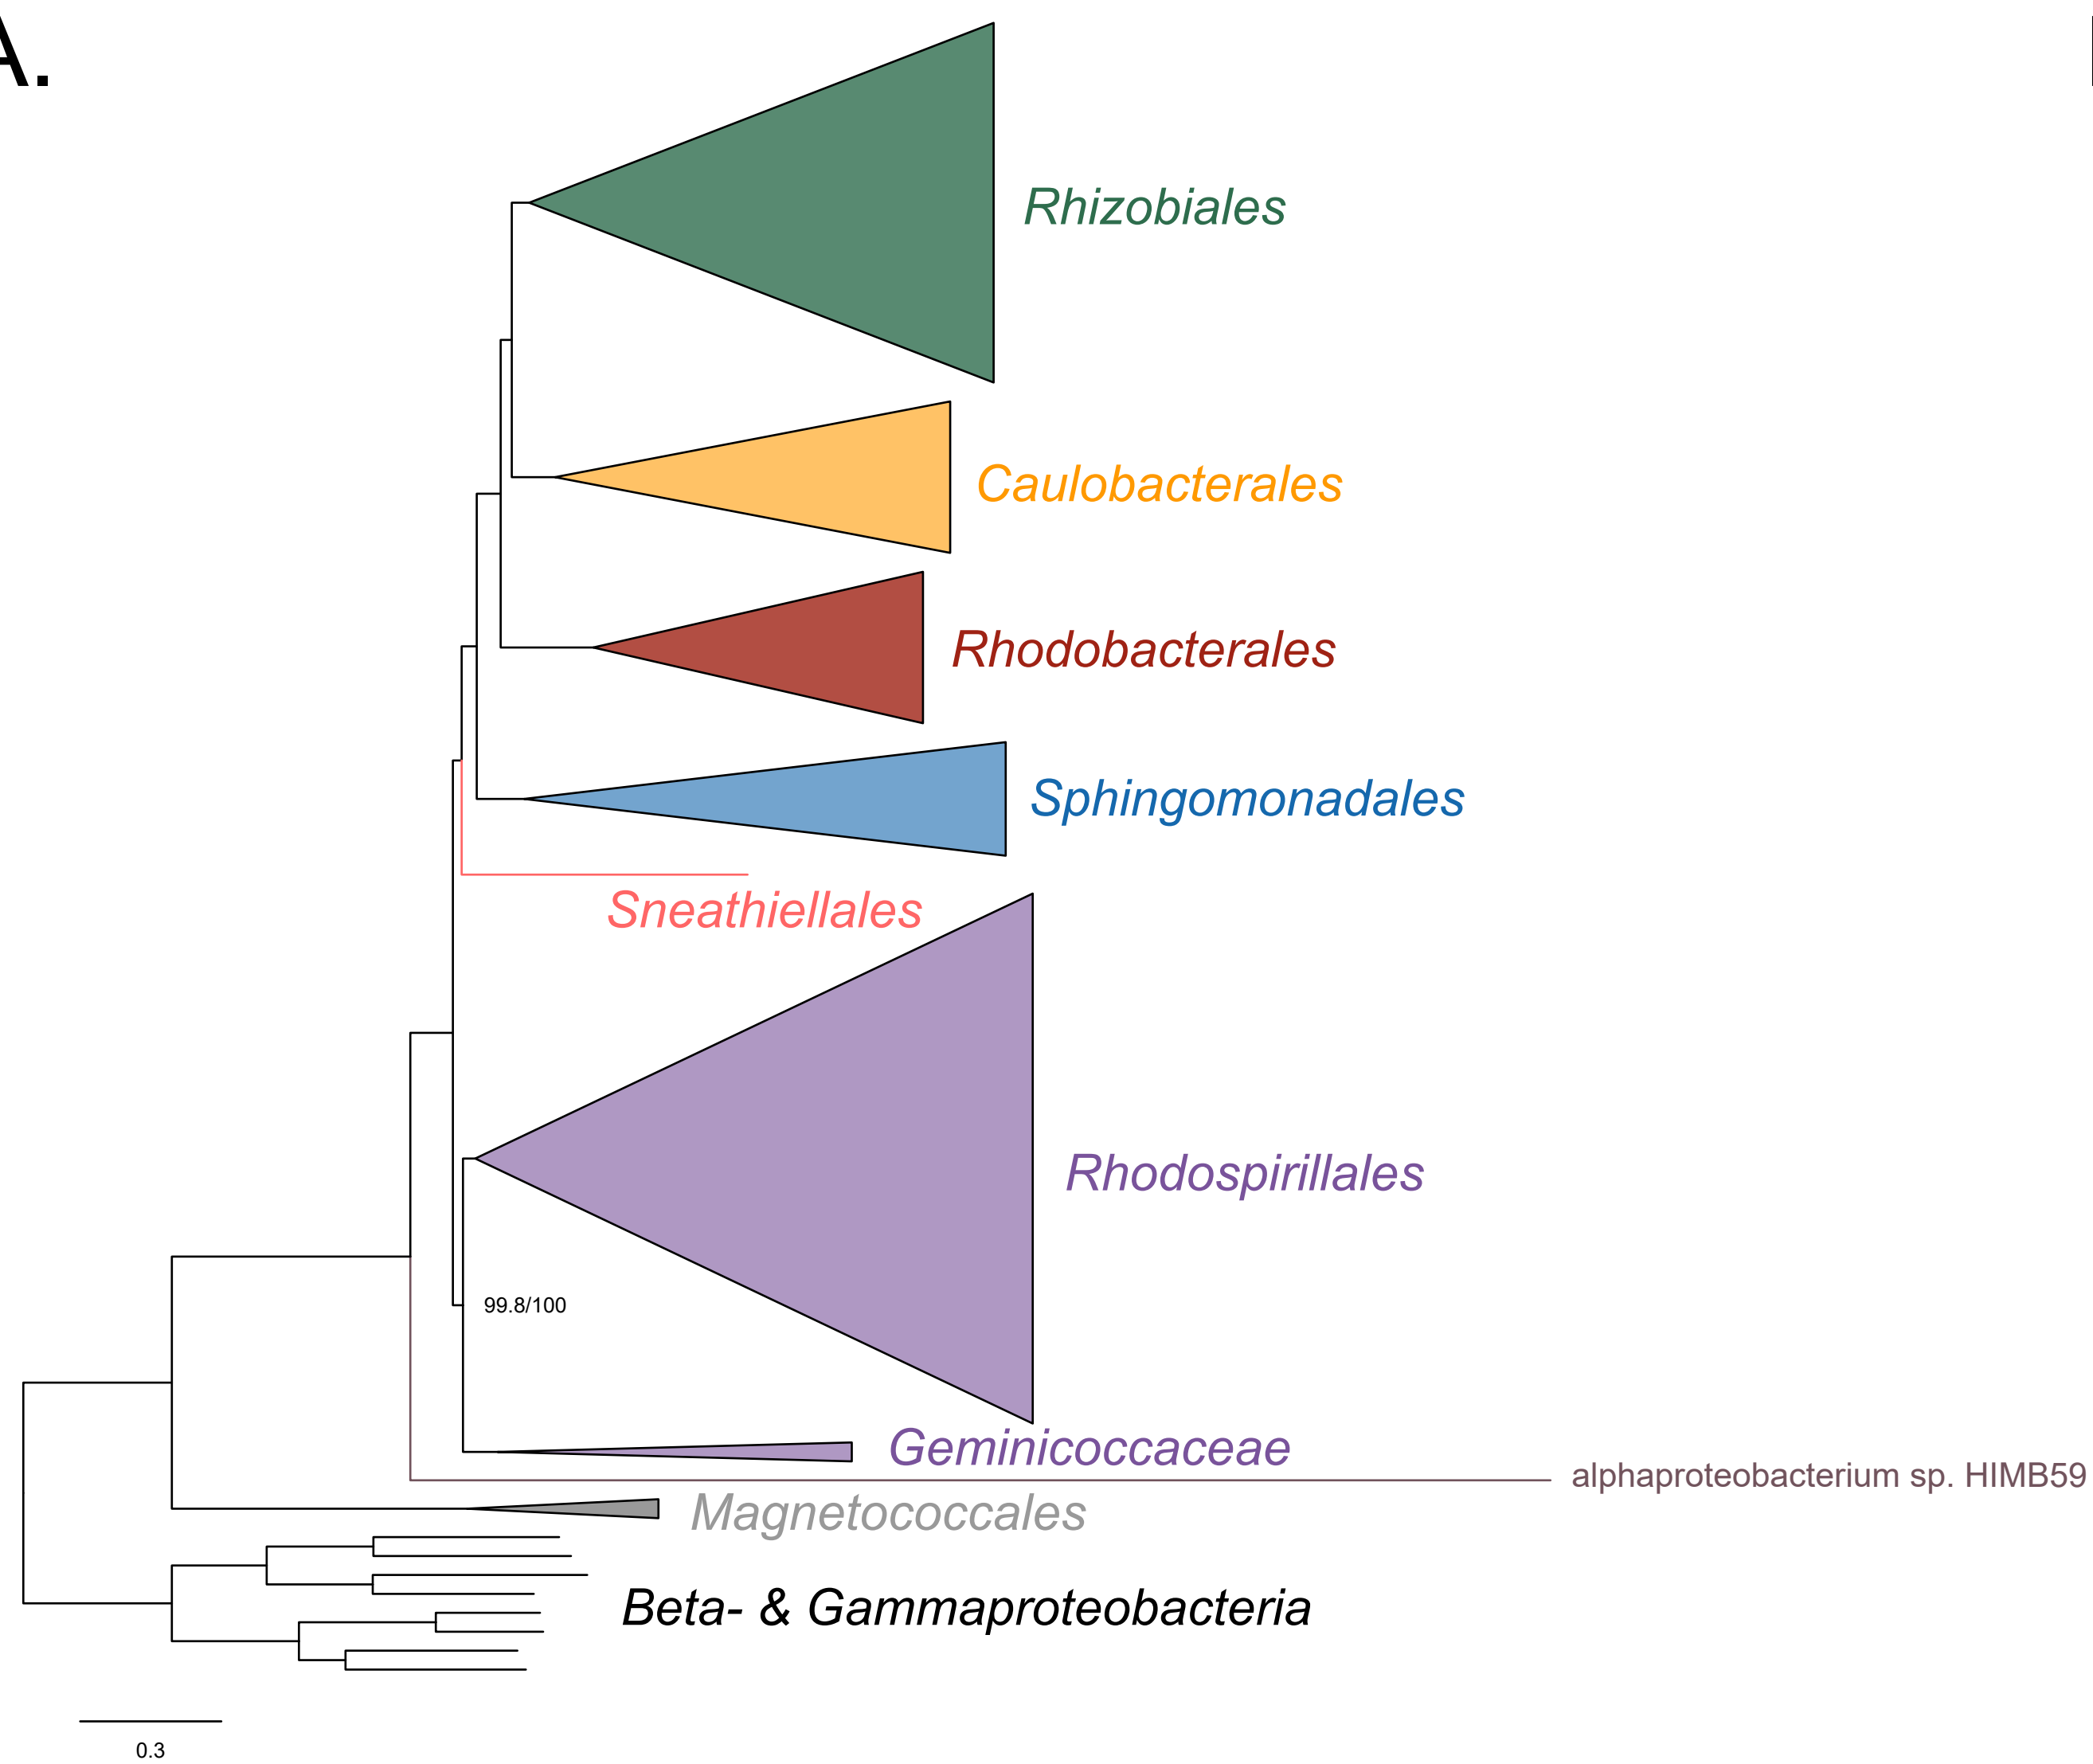 A.
Rhizobiales
Caulobacterales
Rhodobacterales
Sphingomonadales
Sneathiellales
Rhodospirillales
99.8/100
Geminicoccaceae
alphaproteobacterium sp. HIMB59
Magnetococcales
Beta- & Gammaproteobacteria
0.3